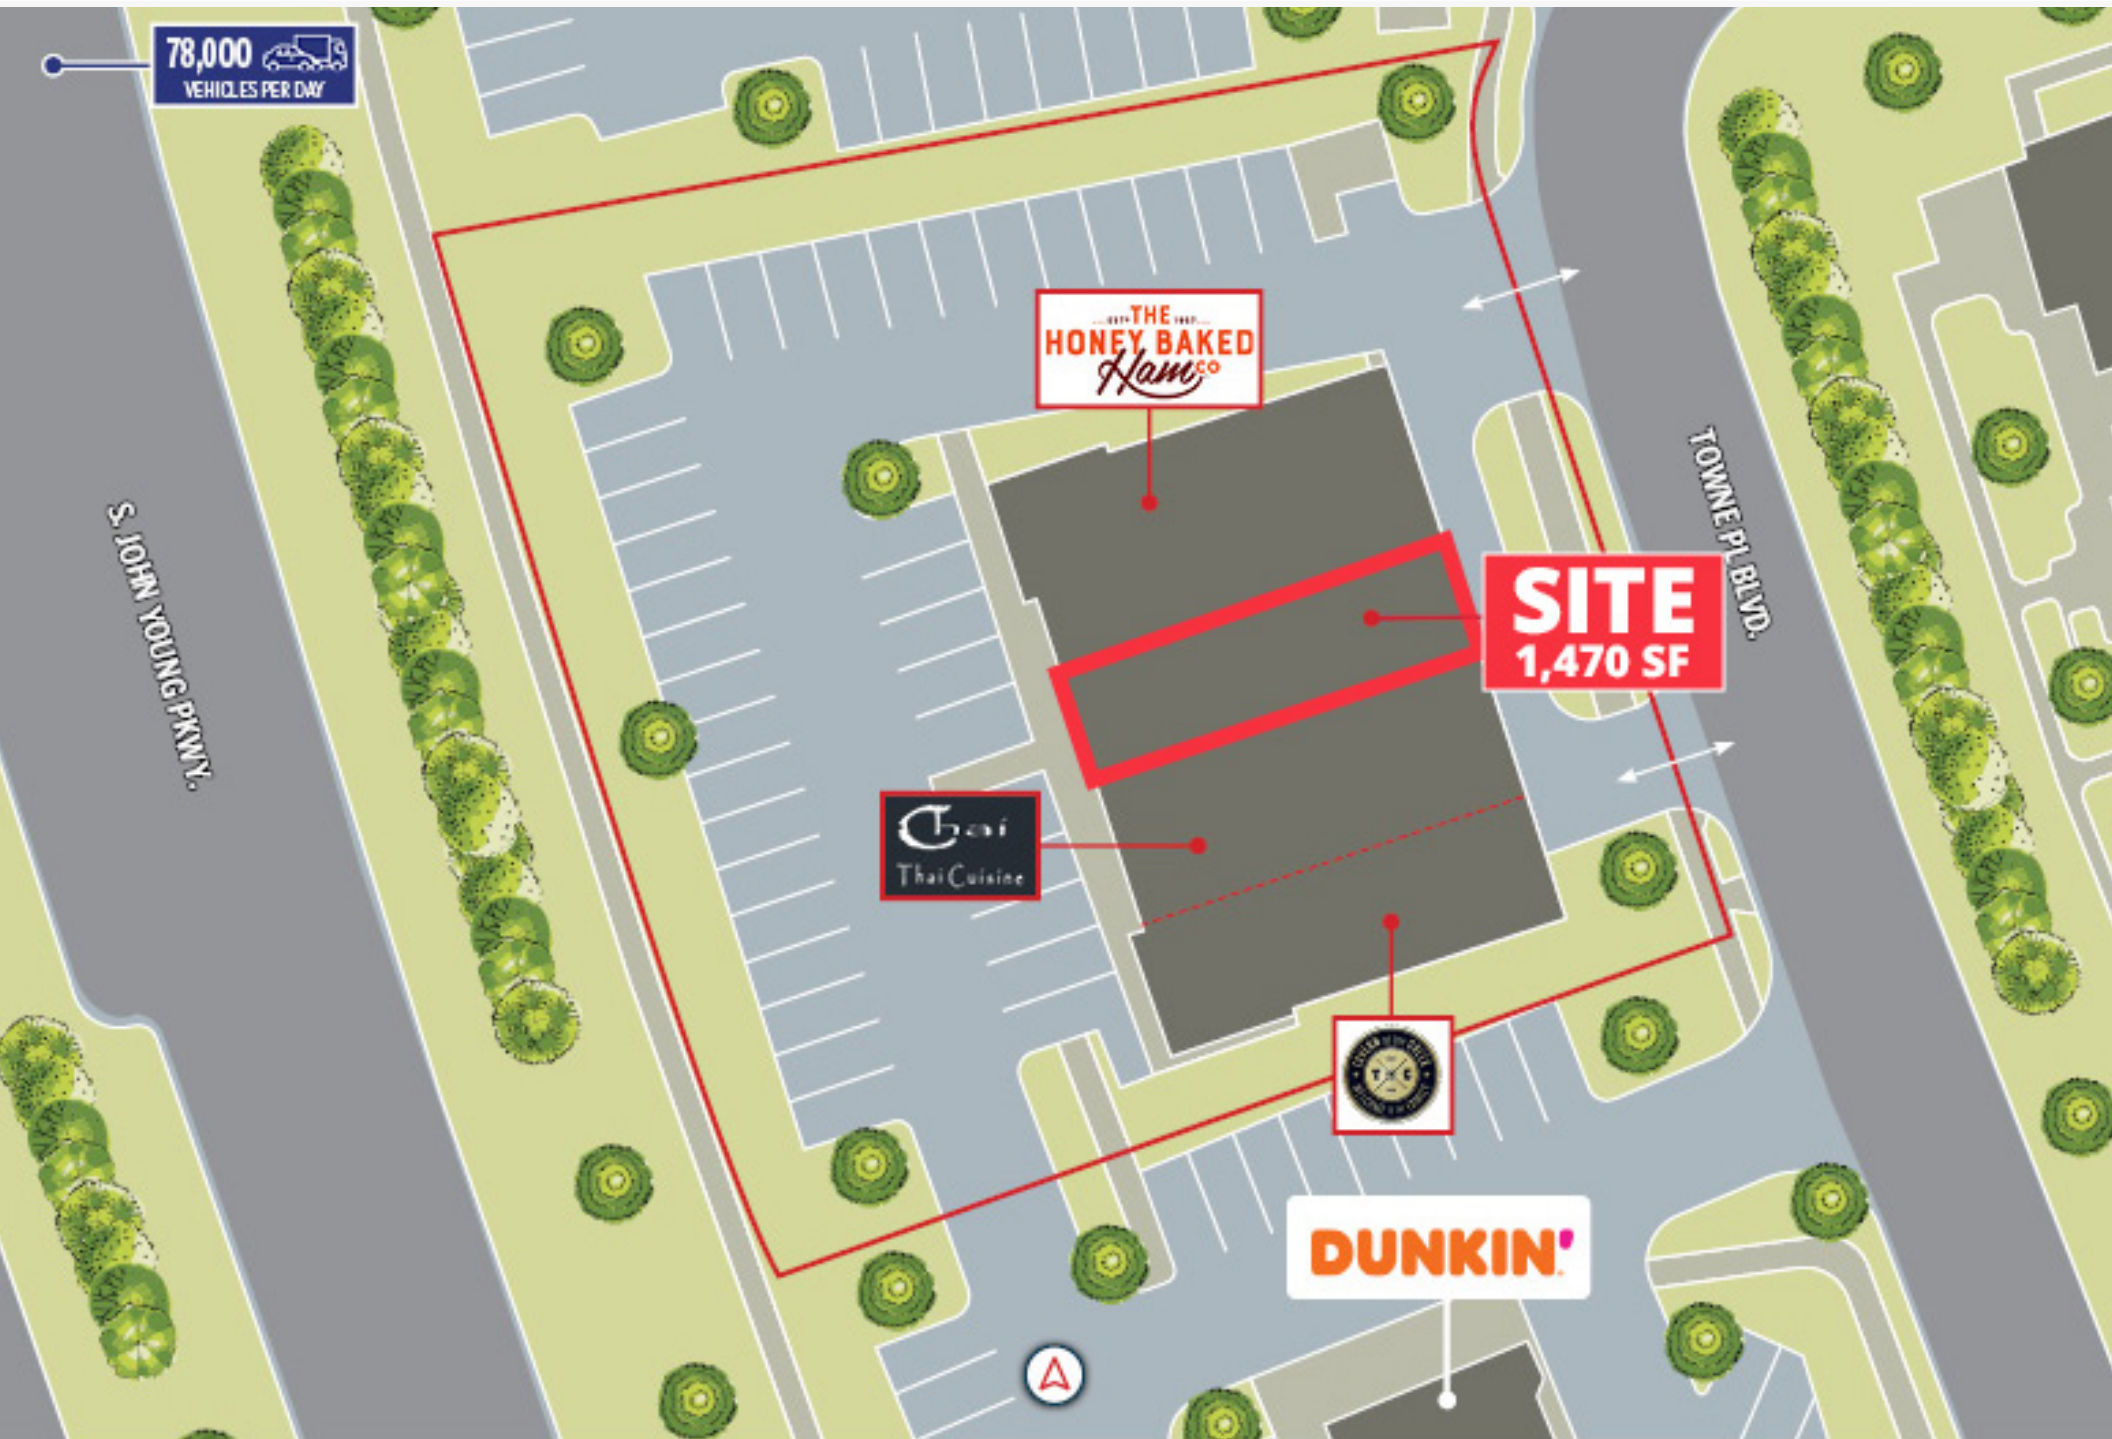 78,000
VEHICLES PER DAY
THE
HONEY BAKED
Ham CO
S. JOHN YOUNG PKWY.
TOWNE PL BLVD.
SITE
1,470 SF
Chai
Thai Cuisine
T C
DUNKIN'